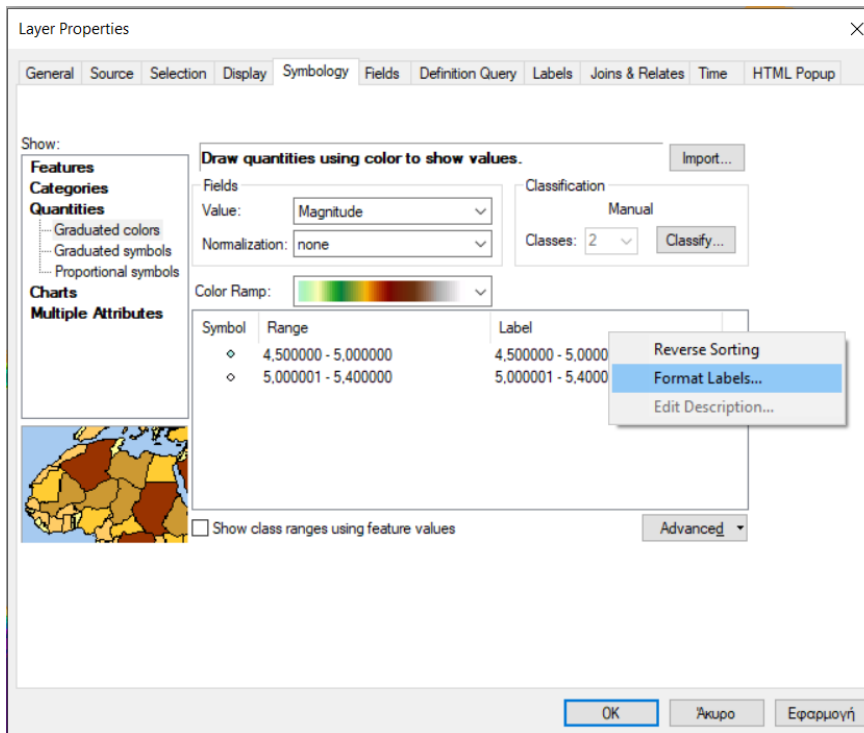 Layer Properties
General Source Selection Display Symbology Fields Definition Query Labels Joins & Relates Time HTML Popup
Show:
Features
Categories
Quantities
Graduated colors
Graduated symbols
Proportional symbols
Charts
Multiple Attributes
Draw quantities using color to show values.
Import...
Fields
Value: Magnitude
Normalization: none
Classification
Manual
Classes: 2 Classify...
Color Ramp:
Symbol Range Label
4,500000 - 5,000000 4,500000 - 5,0000
5,000001 - 5,400000 5,000001 - 5,4000
Reverse Sorting
Format Labels...
Edit Description...
Show class ranges using feature values
Advanced
OK Άκυρο Εφαρμογή